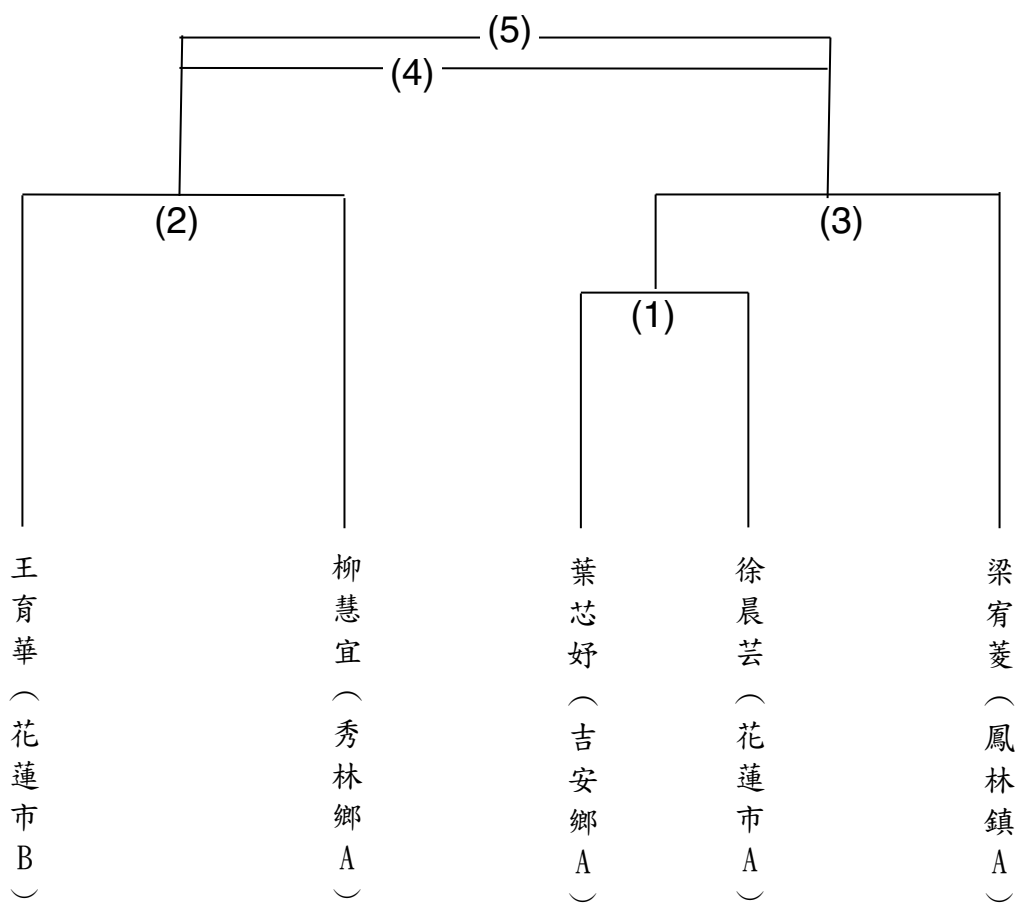 (5)
(4)
(2)
(3)
(1)
王育華（花蓮市B）
柳慧宜（秀林鄉A）
葉芯妤（吉安鄉A）
徐晨芸（花蓮市A）
梁宥菱（鳳林鎮A）